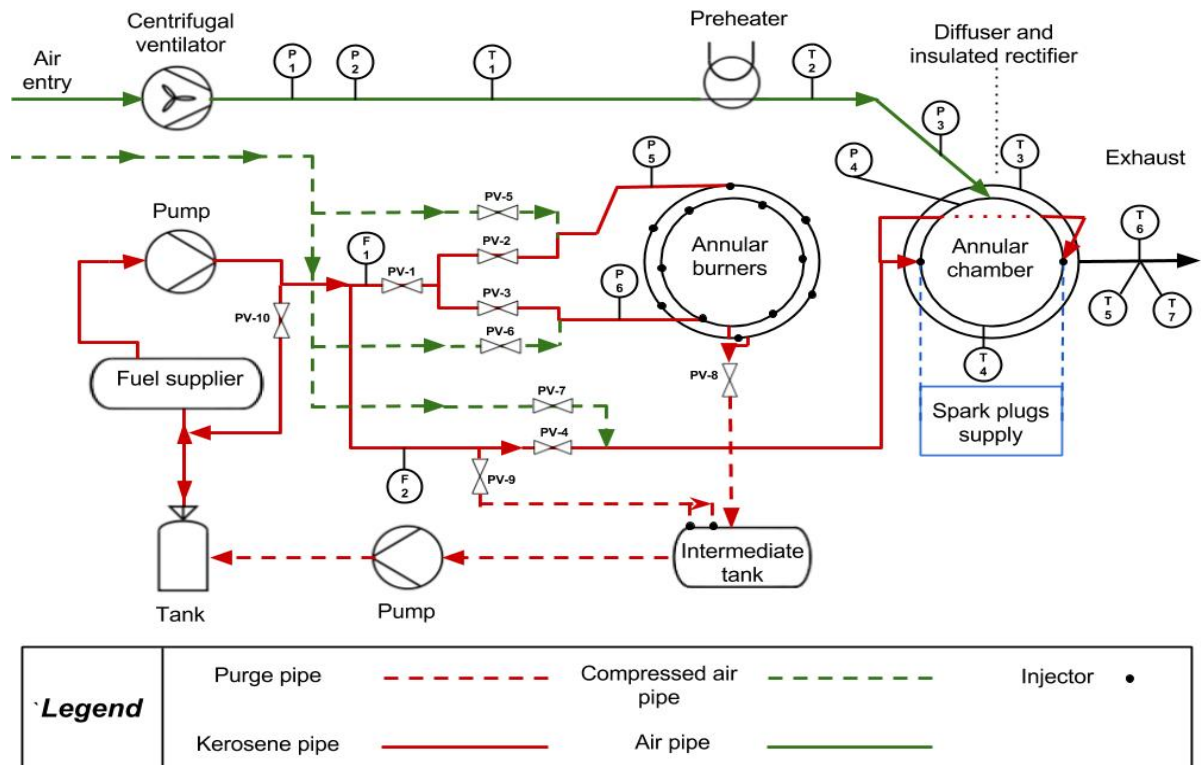 Centrifugal
ventilator
Preheater
Diffuser and
insulated rectifier
Air
entry
P
1
P
2
T
1
T
2
P
3
T
3
P
4
Exhaust
P
5
Pump
PV-5
F
1
PV-2
PV-1
Annular
burners
Annular
chamber
T
6
T
5
T
7
PV-3
P
6
PV-10
PV-6
T
4
Fuel supplier
PV-8
PV-7
Spark plugs
supply
PV-4
F
2
PV-9
Intermediate
tank
Tank
Pump
`Legend
Purge pipe
Compressed air
pipe
Injector
Kerosene pipe
Air pipe